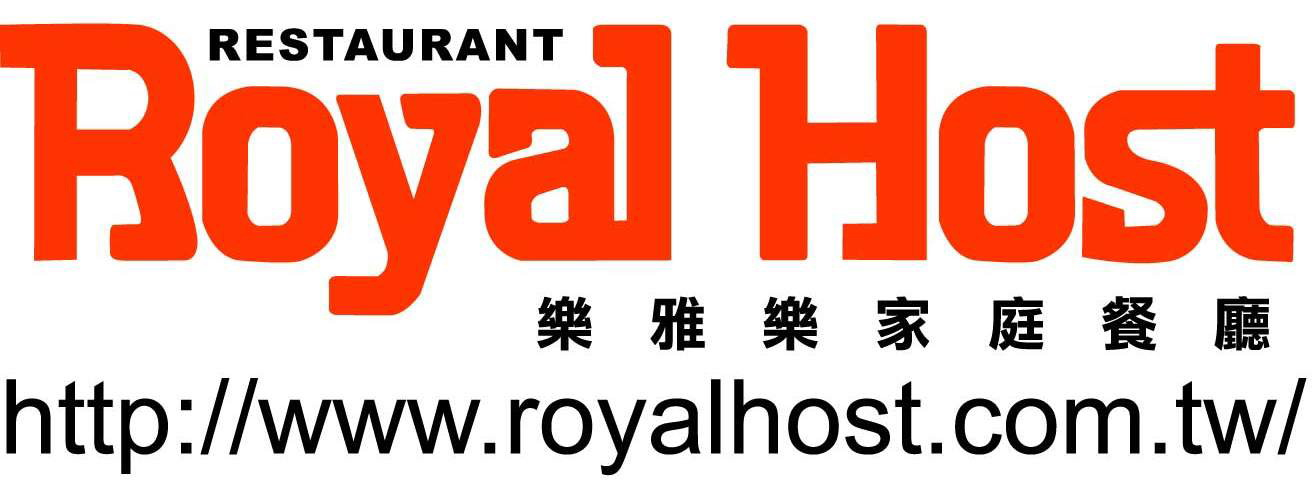 RESTAURANT
Royal Host
樂雅樂家庭餐廳
http://www.royalhost.com.tw/